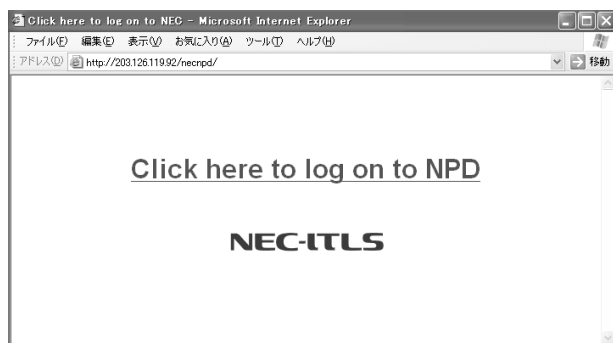 Click here to log on to NEC - Microsoft Internet Explorer
ファイル(F) 編集(E) 表示(V) お気に入り(A) ツール(T) ヘルプ(H)
アドレス(D) http://203.126.119.92/necnpd/ 移動
Click here to log on to NPD
NEC-ITLS